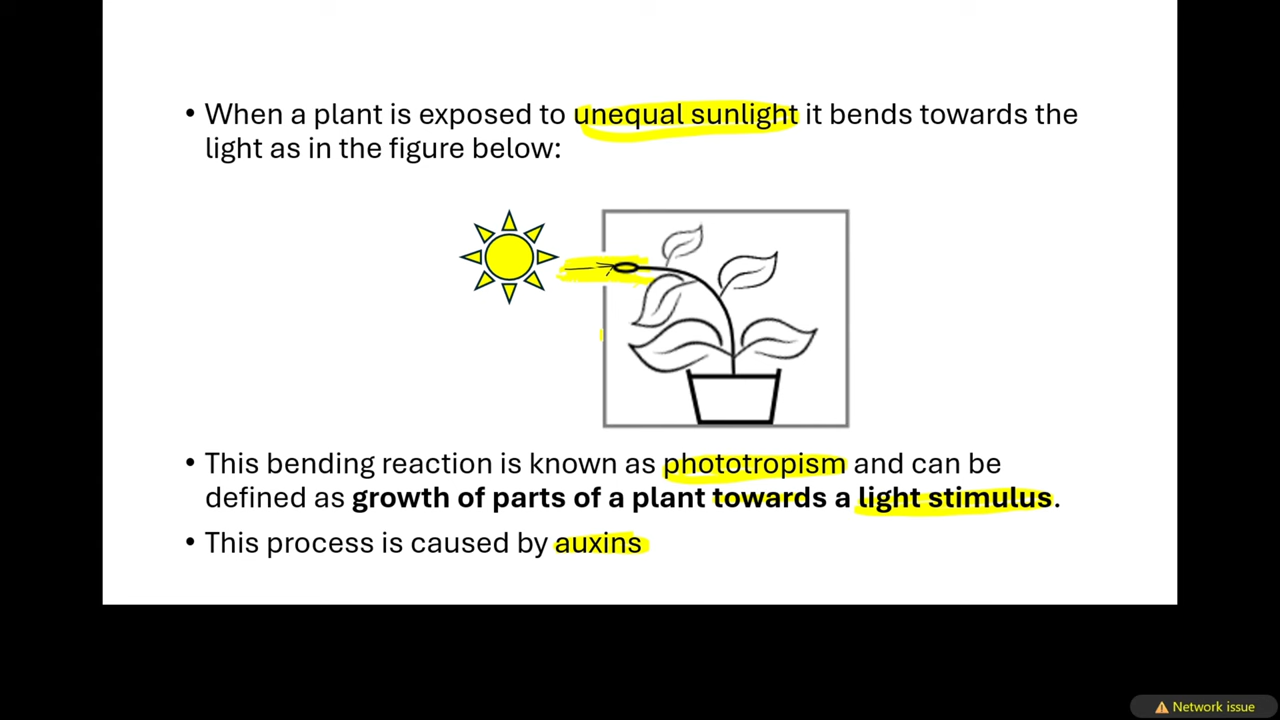 • When a plant is exposed to unequal sunlight it bends towards the
light as in the figure below:
• This bending reaction is known as phototropism and can be
defined as growth of parts of a plant towards a light stimulus.
• This process is caused by auxins
Network issue